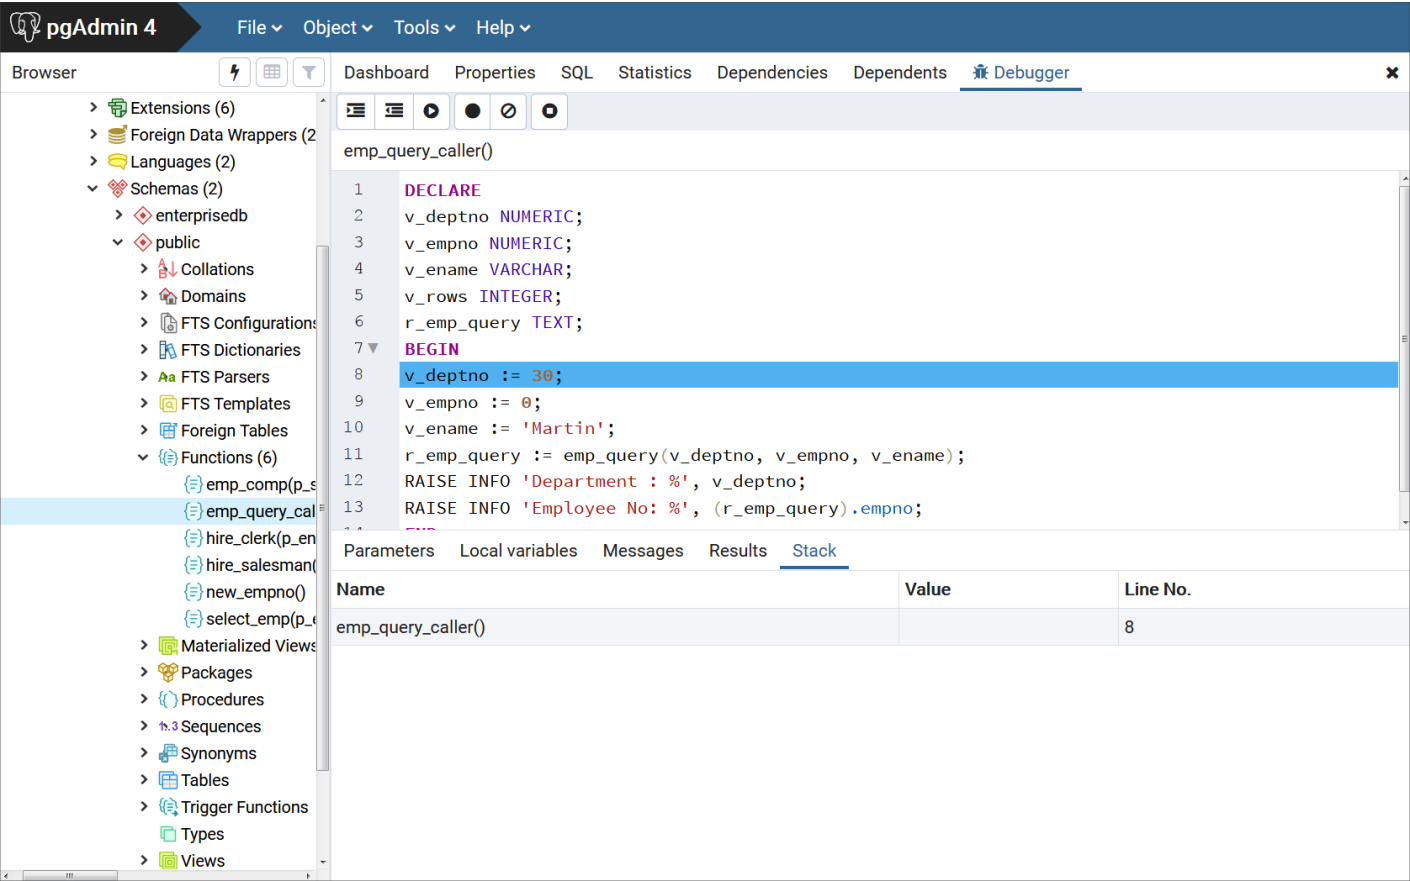 pgAdmin 4
File Object Tools Help
Browser
Dashboard Properties SQL Statistics Dependencies Dependents Debugger
Extensions (6)
Foreign Data Wrappers (2
Languages (2)
Schemas (2)
enterprisedb
public
Collations
Domains
FTS Configurations
FTS Dictionaries
Aa FTS Parsers
FTS Templates
Foreign Tables
Functions (6)
emp_comp(p_s
emp_query_cal
hire_clerk(p_en
hire_salesman(
new_empno()
select_emp(p_e
Materialized Views
Packages
Procedures
1..3 Sequences
Synonyms
Tables
Trigger Functions
Types
Views
emp_query_caller()
1 DECLARE
2 v_deptno NUMERIC;
3 v_empno NUMERIC;
4 v_ename VARCHAR;
5 v_rows INTEGER;
6 r_emp_query TEXT;
7 BEGIN
8 v_deptno := 30;
9 v_empno := 0;
10 v_ename := 'Martin';
11 r_emp_query := emp_query(v_deptno, v_empno, v_ename);
12 RAISE INFO 'Department : %', v_deptno;
13 RAISE INFO 'Employee No: %', (r_emp_query).empno;
Parameters Local variables Messages Results Stack
Name Value Line No.
emp_query_caller() 8